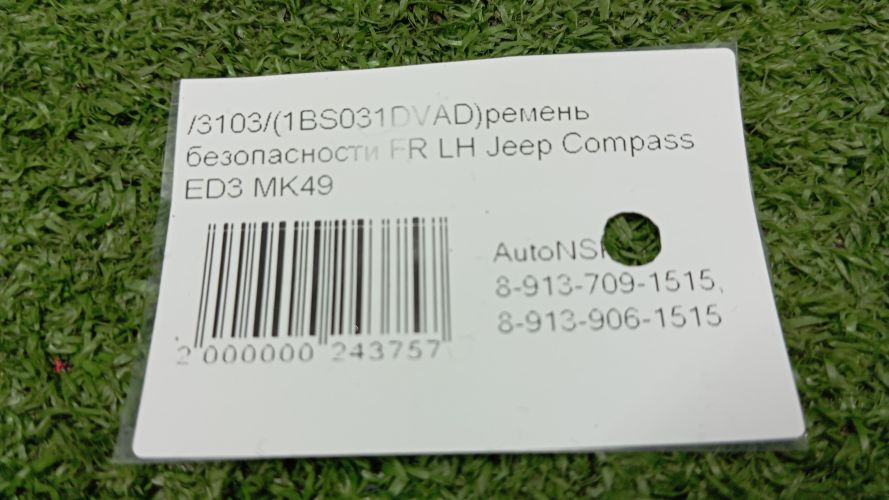 /3103/(1BS031DVAD)ремень
безопасности FR LH Jeep Compass
ED3 MK49
8-913-709-1515,
8-913-906-1515
2 000000 243757